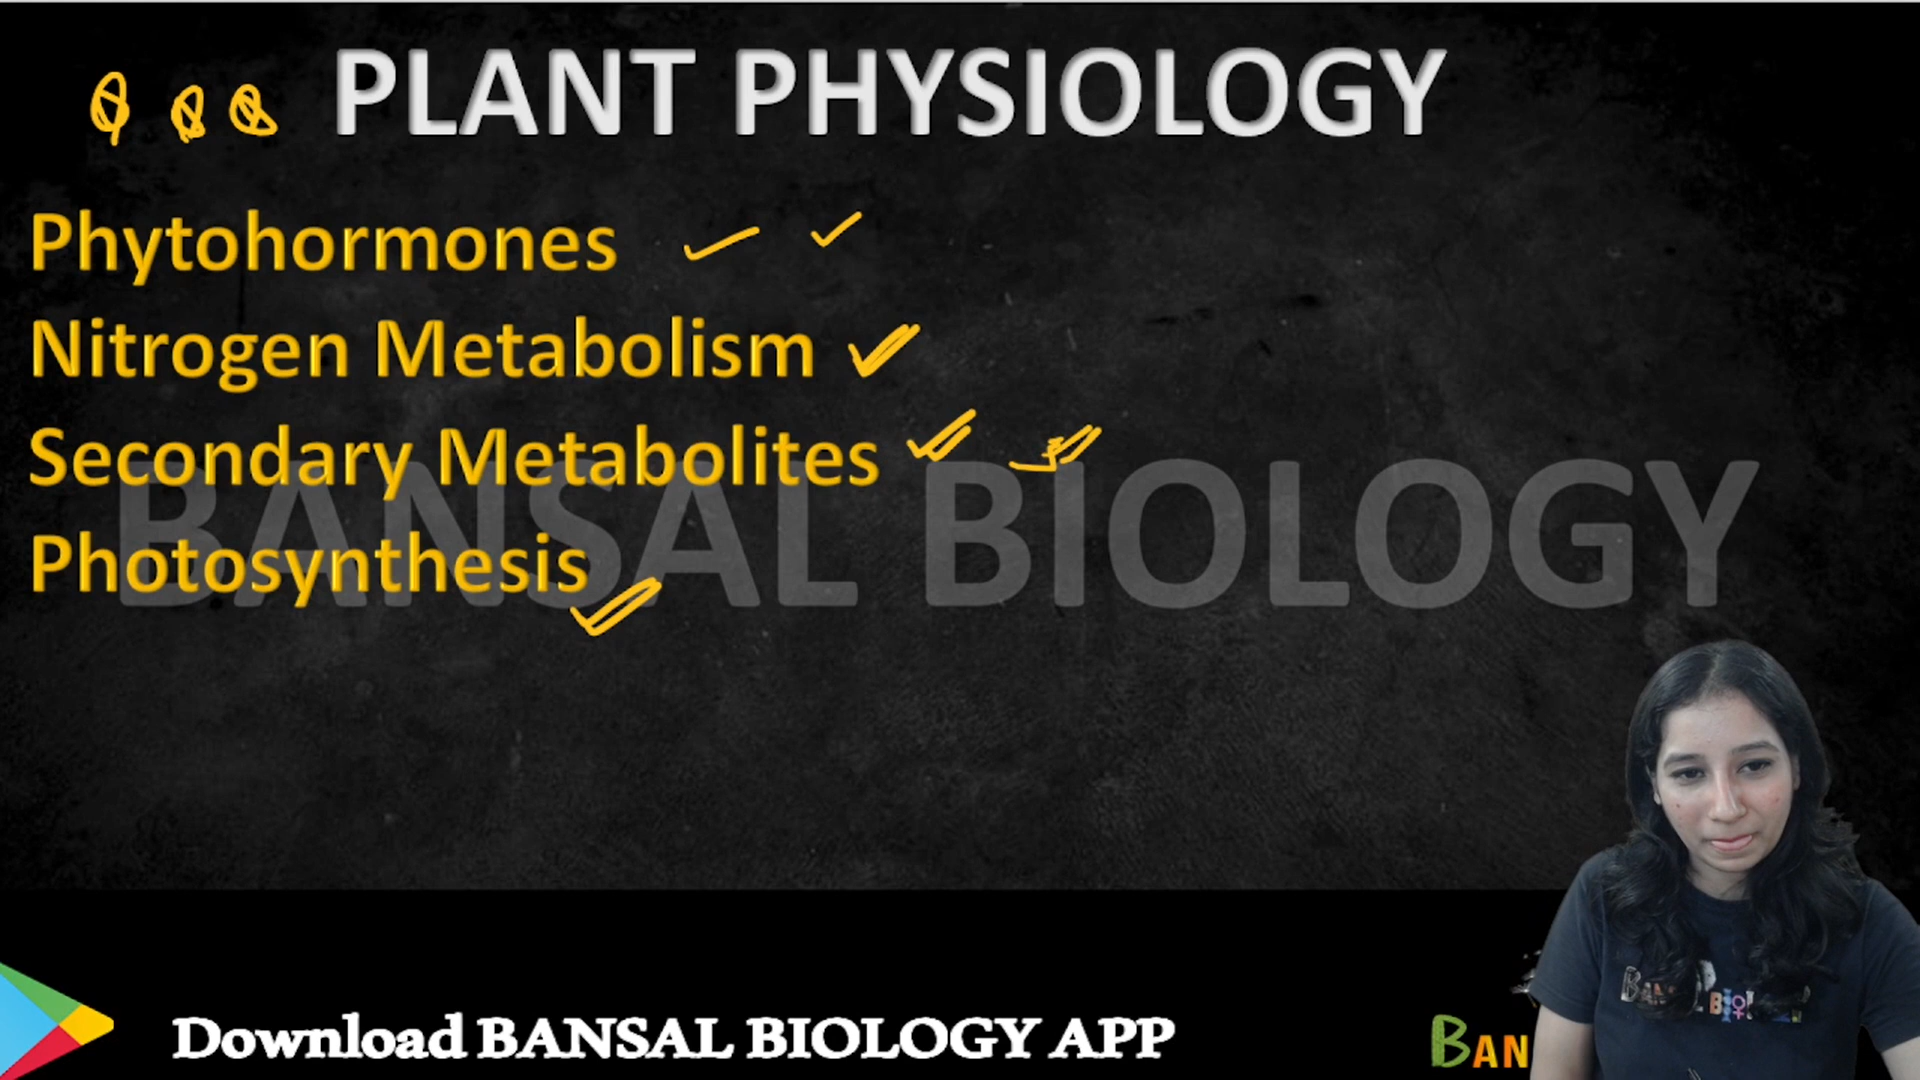 PLANT PHYSIOLOGY
Phytohormones
Nitrogen Metabolism
Secondary Metabolites
Photosynthesis
BANSAL BIOLOGY
Download BANSAL BIOLOGY APP
BAN